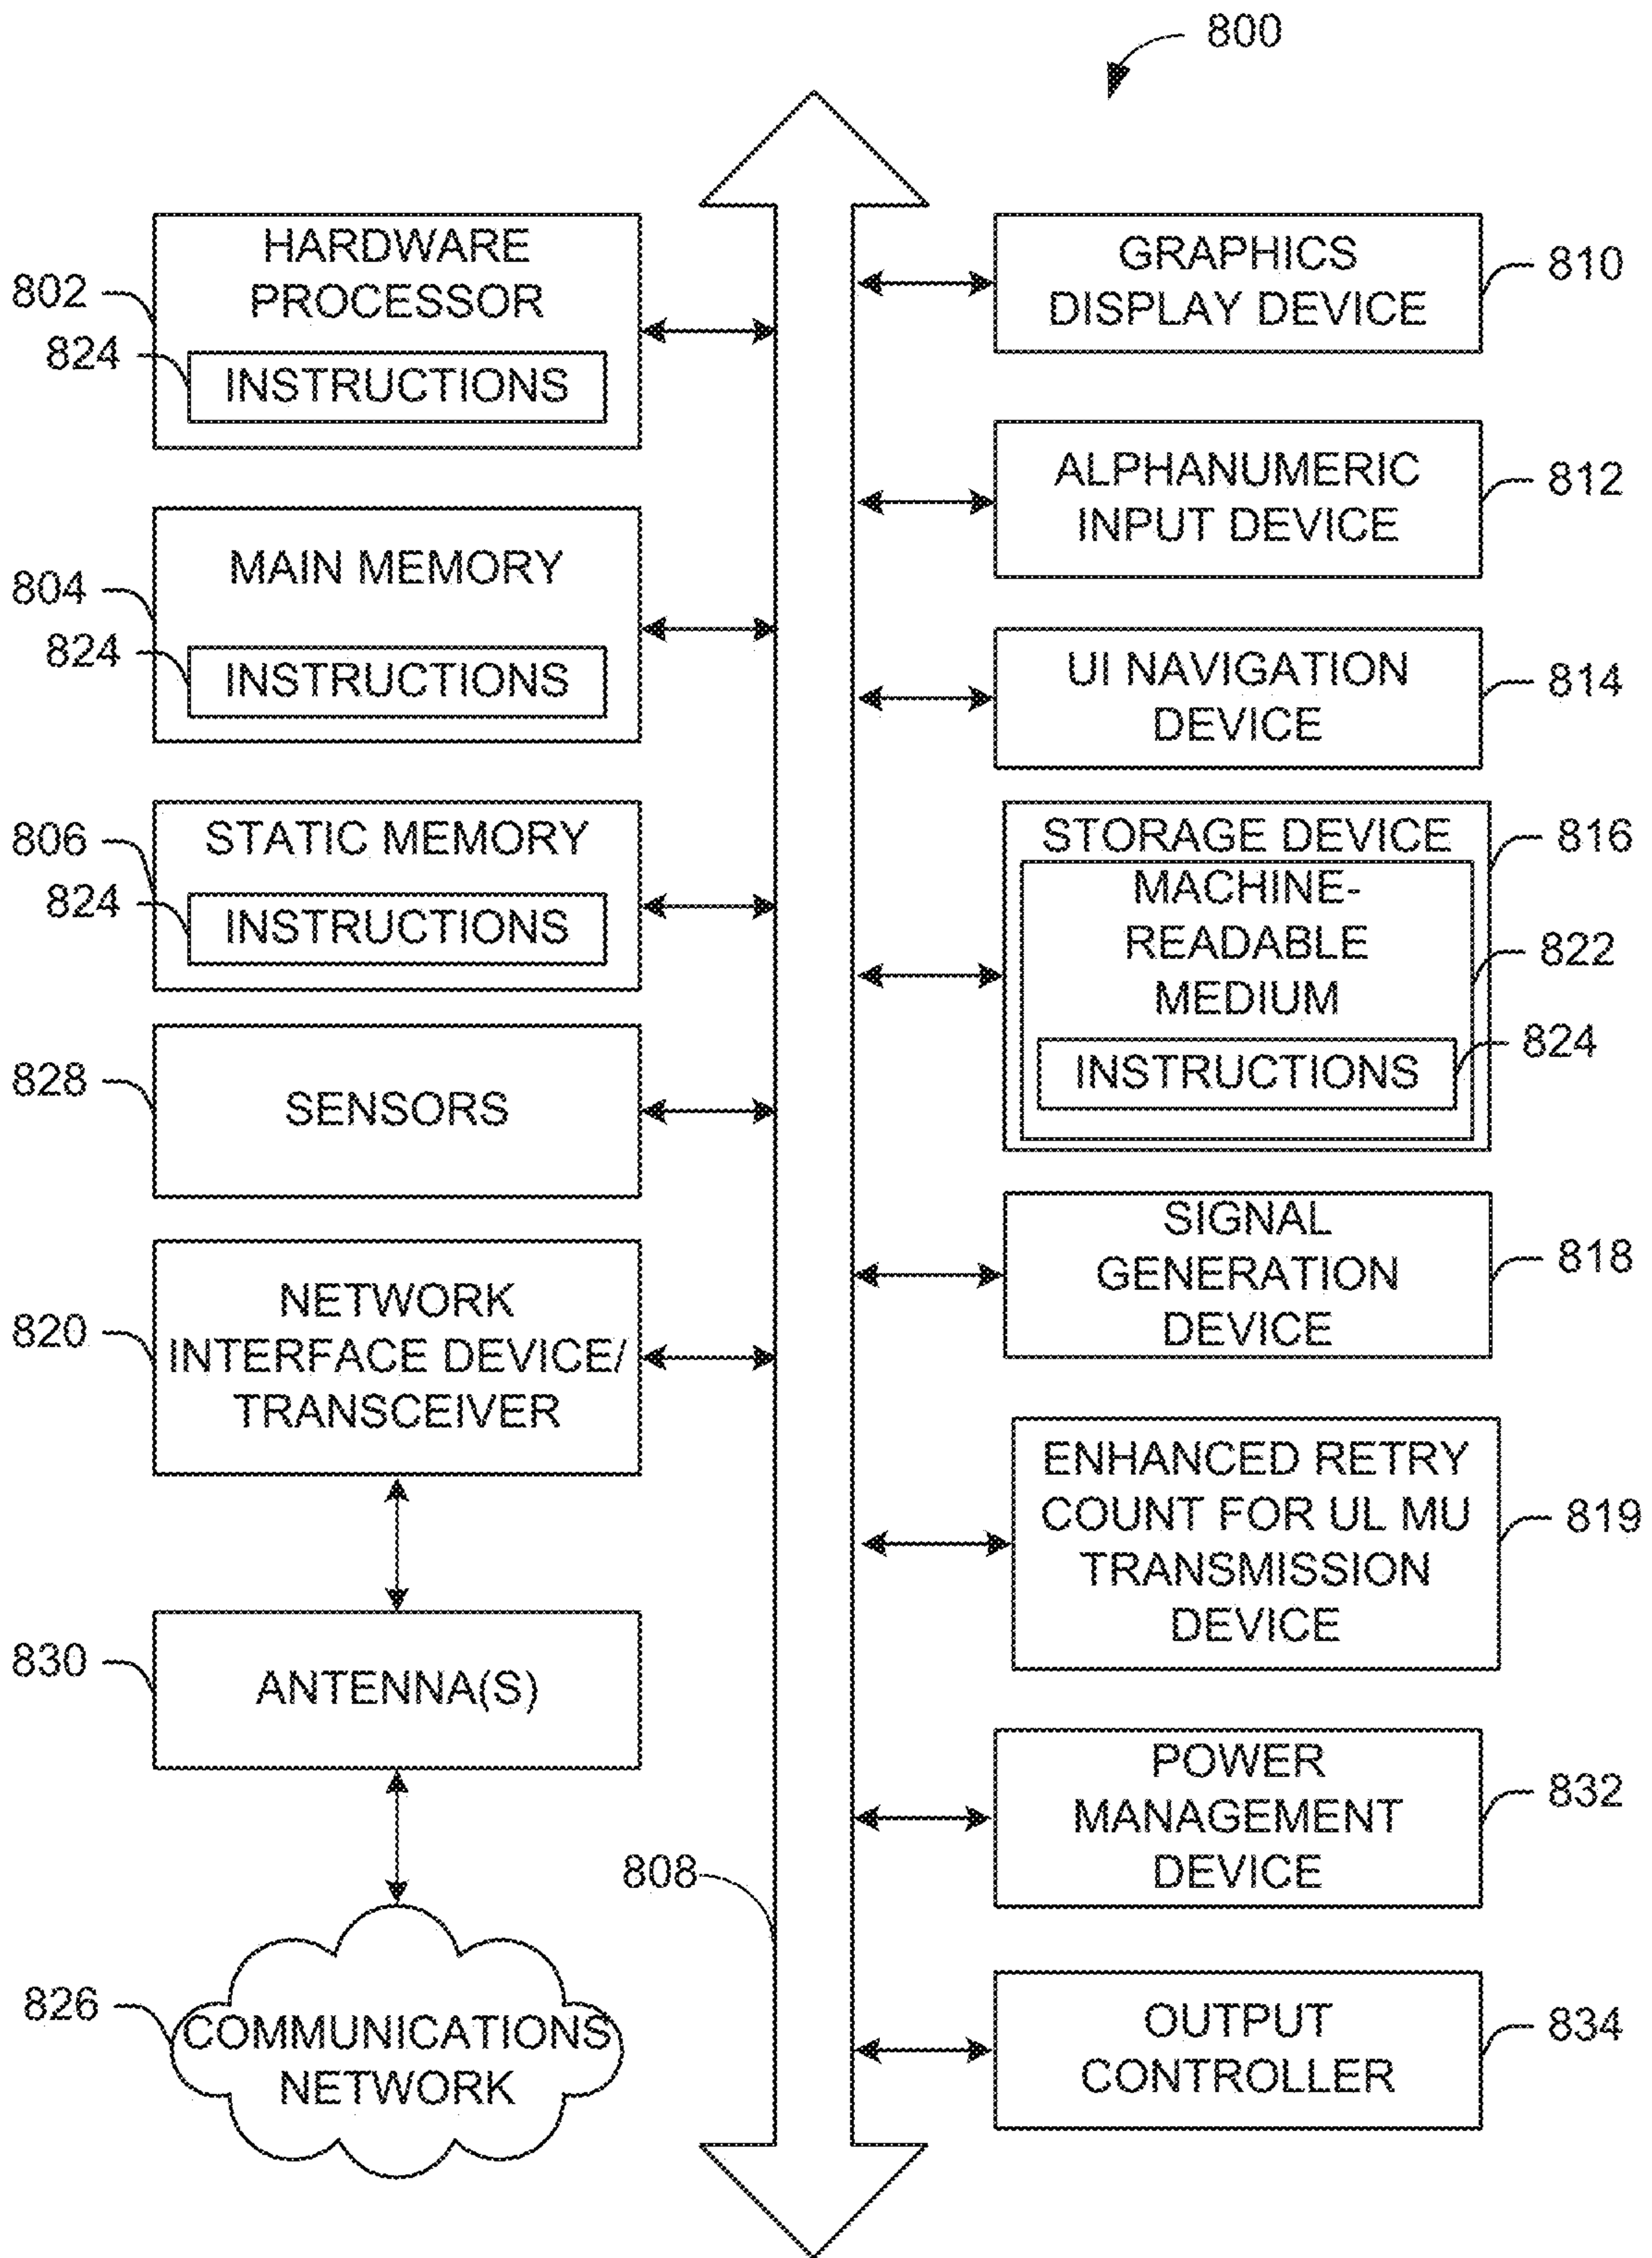 800
HARDWARE
PROCESSOR
802
824
INSTRUCTIONS
MAIN MEMORY
804
824
INSTRUCTIONS
STATIC MEMORY
806
824
INSTRUCTIONS
828
SENSORS
NETWORK
INTERFACE DEVICE/
TRANSCEIVER
820
830
ANTENNA(S)
808
826
COMMUNICATIONS
NETWORK
GRAPHICS
DISPLAY DEVICE
810
ALPHANUMERIC
INPUT DEVICE
812
UI NAVIGATION
DEVICE
814
STORAGE DEVICE
816
MACHINE-
READABLE
MEDIUM
822
INSTRUCTIONS
824
SIGNAL
GENERATION
DEVICE
818
ENHANCED RETRY
COUNT FOR UL MU
TRANSMISSION
DEVICE
819
POWER
MANAGEMENT
DEVICE
832
OUTPUT
CONTROLLER
834